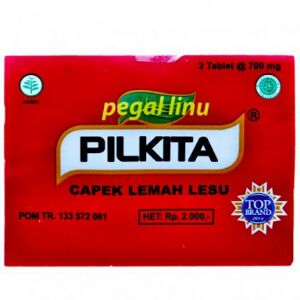 2 Tablet @ 700 mg
JAMU
pegal linu
PILKITA
®
CAPEK LEMAH LESU
POM TR. 133 572 081
HET: Rp. 2.000,-
TOP
BRAND